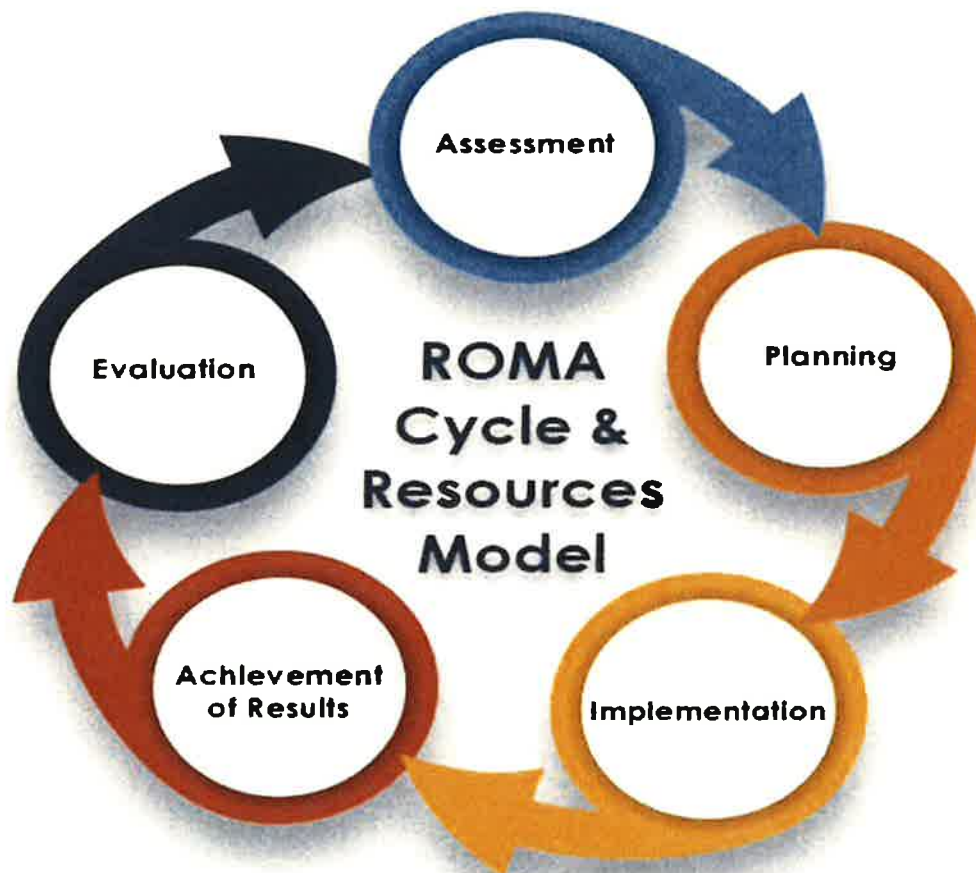 Assessment
Planning
Implementation
Achievement
of Results
Evaluation
ROMA
Cycle &
Resources
Model